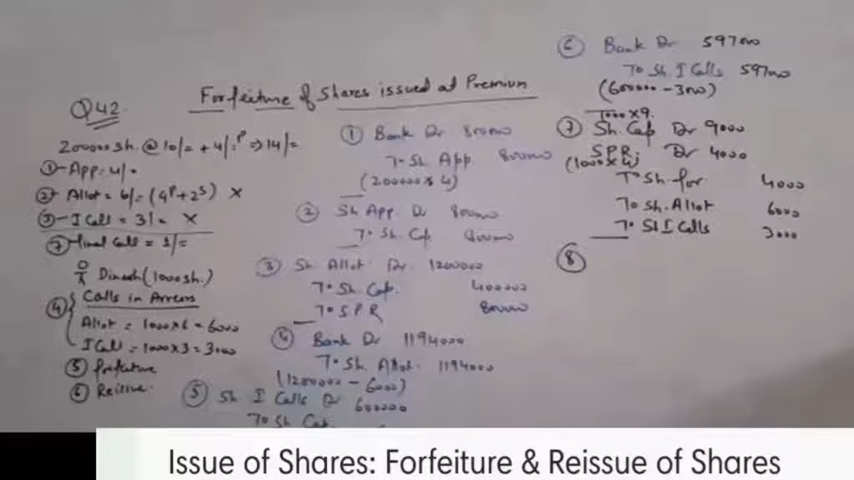 Q42.
Forfeiture of Shares issued at Premium
200000 sh. @ 10/= + 4/=P => 14/=
① - App = 4/=
② Allot = 6/= (4P + 2S) X
③ - I Call = 3/= X
final Call = 1/=
Dinesh (1000 sh.)
Calls in Arrears
④ Allot = 1000x6 = 6000
I Call = 1000x3 = 3000
⑤ forfeiture
⑥ Reissue
① Bank Dr 800000
To Sh. App. 800000
(200000 x 4)
② Sh App. Dr 800000
To Sh. Cap 800000
③ Sh Allot. Dr. 1200000
To Sh. Cap. 400000
To S.P.R 800000
④ Bank Dr 1194000
To Sh. Allot. 1194000
(1200000 - 6000)
⑤ Sh I Calls Dr 600000
To Sh. Cap.
⑥ Bank Dr 597000
To Sh. I Calls 597000
(600000 - 3000)
1000 x 9
⑦ Sh. Cap Dr 9000
SPR. Dr 4000
(1000 x 4)
To Sh. for 4000
To Sh. Allot 6000
To Sh I Calls 3000
⑧
Issue of Shares: Forfeiture & Reissue of Shares